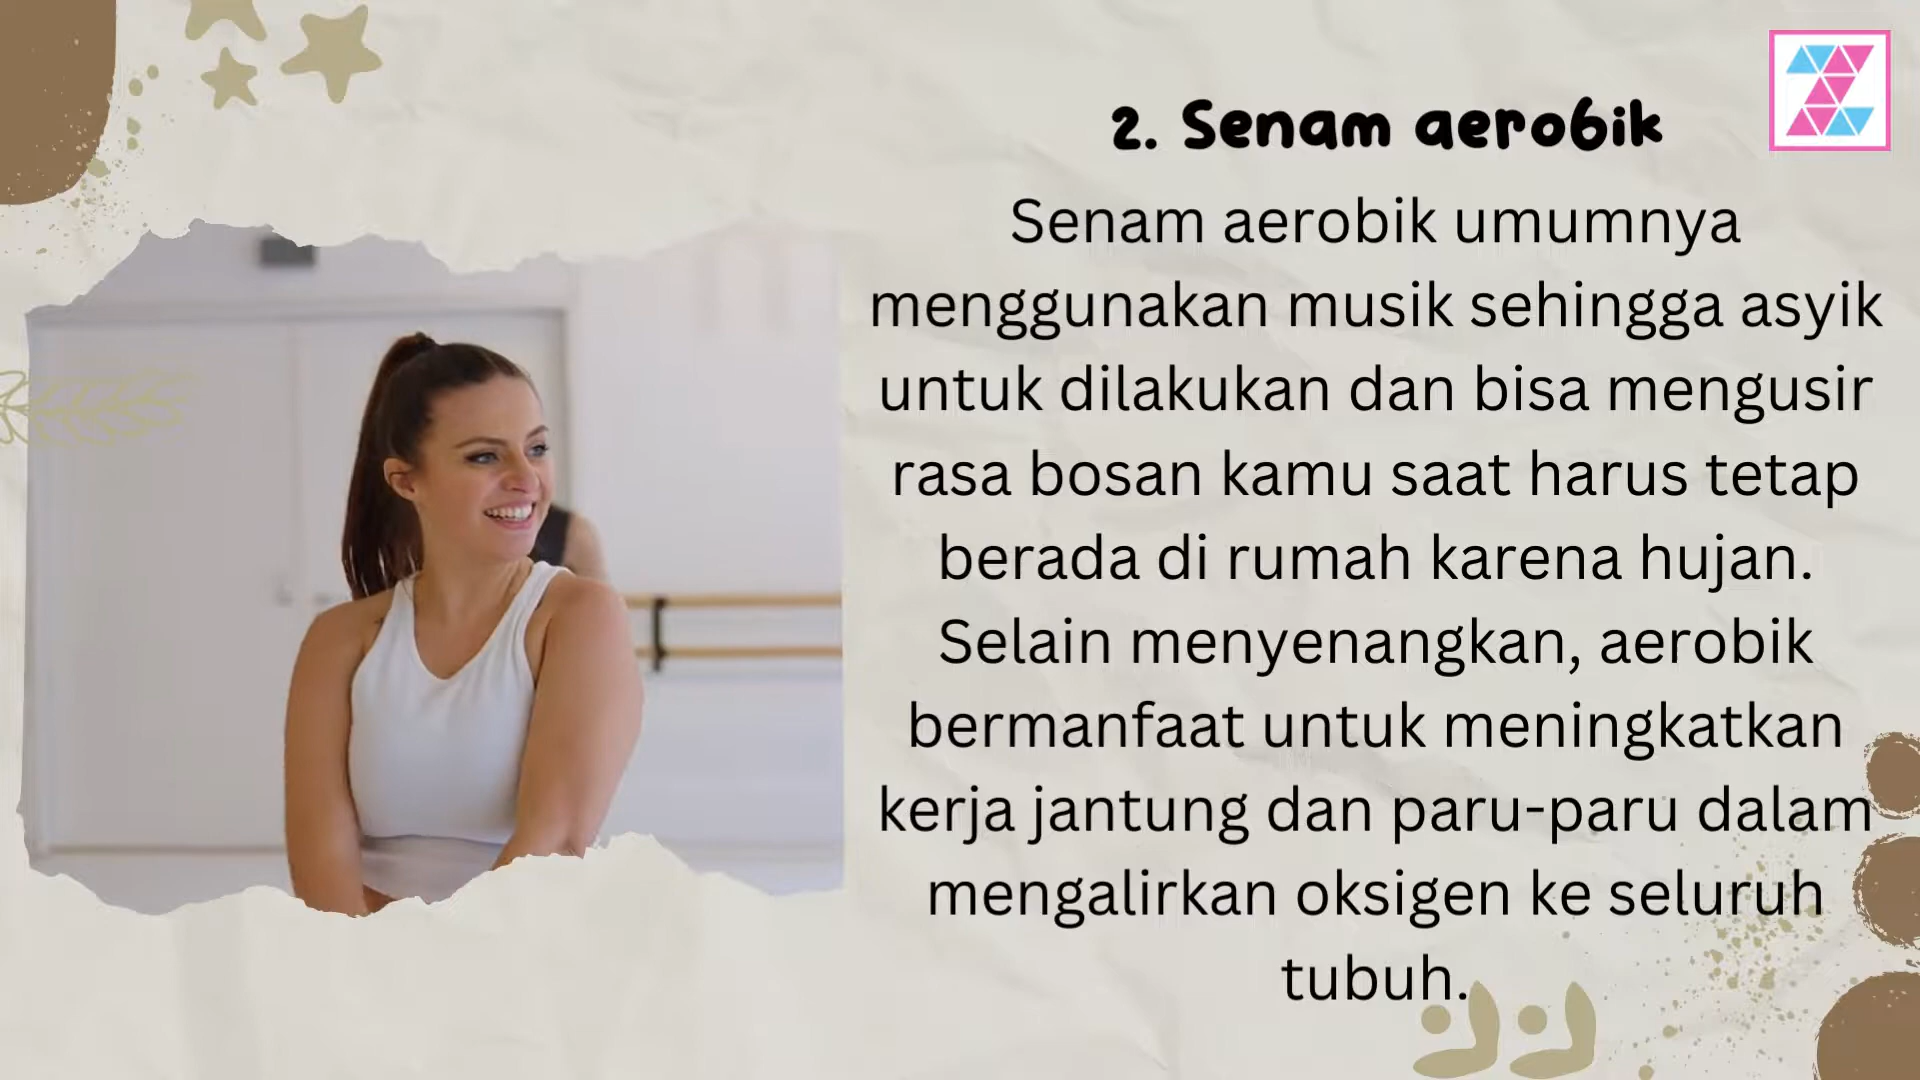 2. Senam aerobik
Senam aerobik umumnya
menggunakan musik sehingga asyik
untuk dilakukan dan bisa mengusir
rasa bosan kamu saat harus tetap
berada di rumah karena hujan.
Selain menyenangkan, aerobik
bermanfaat untuk meningkatkan
kerja jantung dan paru-paru dalam
mengalirkan oksigen ke seluruh
tubuh.